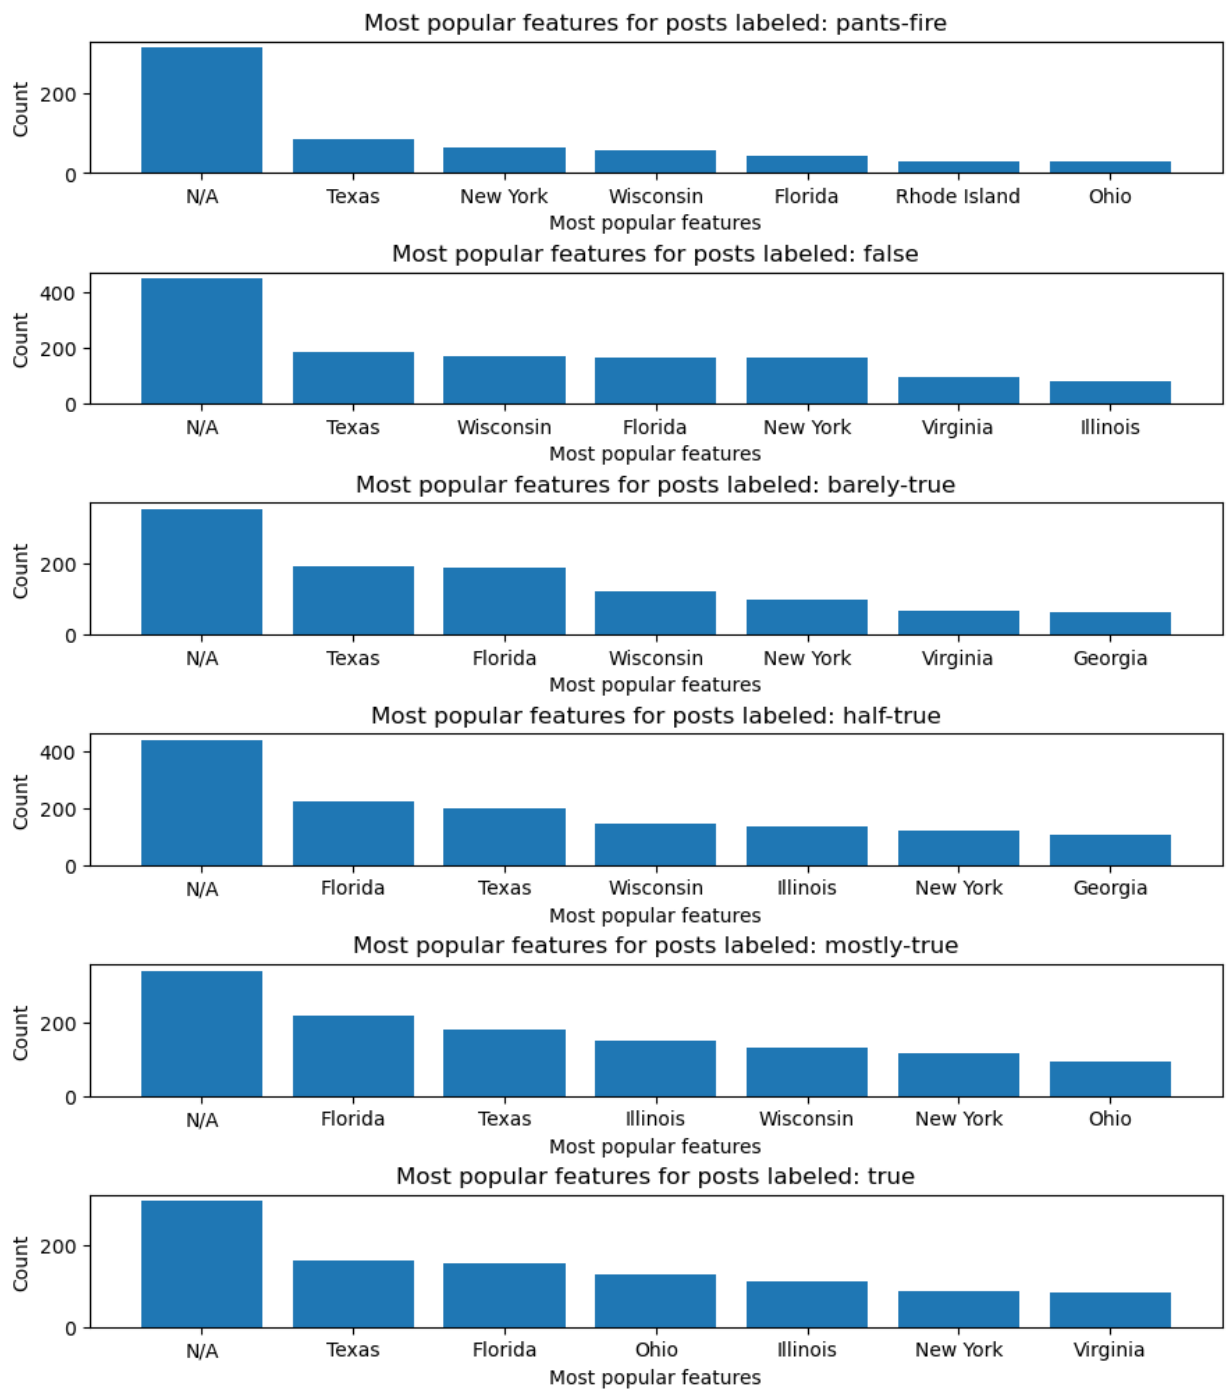 Most popular features for posts labeled: pants-fire
Count
200
0
N/A Texas New York Wisconsin Florida Rhode Island Ohio
Most popular features
Most popular features for posts labeled: false
Count
400
200
0
N/A Texas Wisconsin Florida New York Virginia Illinois
Most popular features
Most popular features for posts labeled: barely-true
Count
200
0
N/A Texas Florida Wisconsin New York Virginia Georgia
Most popular features
Most popular features for posts labeled: half-true
Count
400
200
0
N/A Florida Texas Wisconsin Illinois New York Georgia
Most popular features
Most popular features for posts labeled: mostly-true
Count
200
0
N/A Florida Texas Illinois Wisconsin New York Ohio
Most popular features
Most popular features for posts labeled: true
Count
200
0
N/A Texas Florida Ohio Illinois New York Virginia
Most popular features